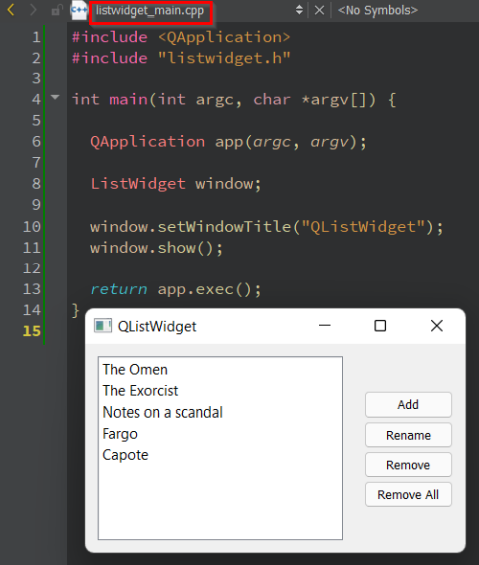 listwidget_main.cpp <No Symbols>
1 #include <QApplication>
2 #include "listwidget.h"
3
4 int main(int argc, char *argv[]) {
5
6 QApplication app(argc, argv);
7
8 ListWidget window;
9
10 window.setWindowTitle("QListWidget");
11 window.show();
12
13 return app.exec();
14 }
15
QListWidget
The Omen
The Exorcist
Notes on a scandal
Fargo
Capote
Add
Rename
Remove
Remove All